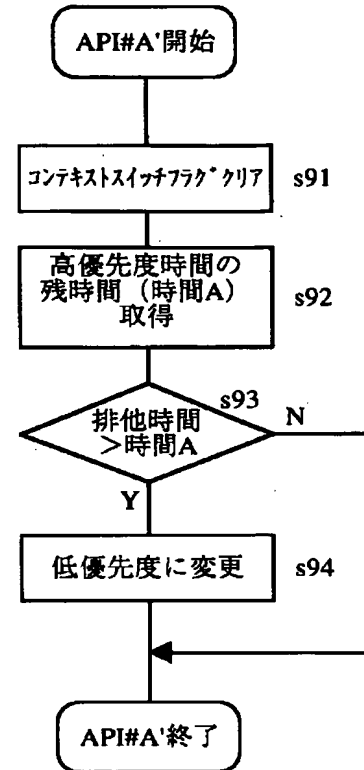 API#A'開始
コンテキストスイッチフラグクリア s91
高優先度時間の
残時間（時間A）
取得
s92
s93
排他時間
＞時間A
N
Y
低優先度に変更 s94
API#A'終了